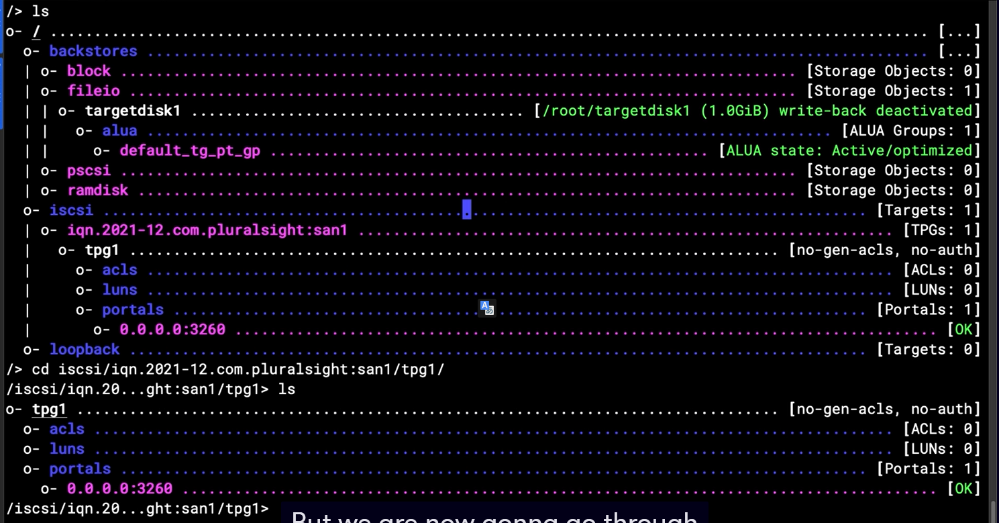 /> ls
o- / ................................................................................................... [...]
  o- backstores ........................................................................................ [...]
  | o- block ............................................................................ [Storage Objects: 0]
  | o- fileio ........................................................................... [Storage Objects: 1]
  | | o- targetdisk1 ...................................... [/root/targetdisk1 (1.0GiB) write-back deactivated]
  | |   o- alua .............................................................................. [ALUA Groups: 1]
  | |     o- default_tg_pt_gp .................................................. [ALUA state: Active/optimized]
  | o- pscsi ............................................................................ [Storage Objects: 0]
  | o- ramdisk .......................................................................... [Storage Objects: 0]
  o- iscsi ...................................................................................... [Targets: 1]
  | o- iqn.2021-12.com.pluralsight:san1 ............................................................ [TPGs: 1]
  |   o- tpg1 ......................................................................... [no-gen-acls, no-auth]
  |     o- acls .................................................................................... [ACLs: 0]
  |     o- luns .................................................................................... [LUNs: 0]
  |     o- portals .............................................................................. [Portals: 1]
  |       o- 0.0.0.0:3260 ............................................................................... [OK]
  o- loopback ................................................................................... [Targets: 0]
/> cd iscsi/iqn.2021-12.com.pluralsight:san1/tpg1/
/iscsi/iqn.20...ght:san1/tpg1> ls
o- tpg1 ............................................................................... [no-gen-acls, no-auth]
  o- acls .......................................................................................... [ACLs: 0]
  o- luns .......................................................................................... [LUNs: 0]
  o- portals .................................................................................... [Portals: 1]
    o- 0.0.0.0:3260 ..................................................................................... [OK]
/iscsi/iqn.20...ght:san1/tpg1>
But we are now gonna go through